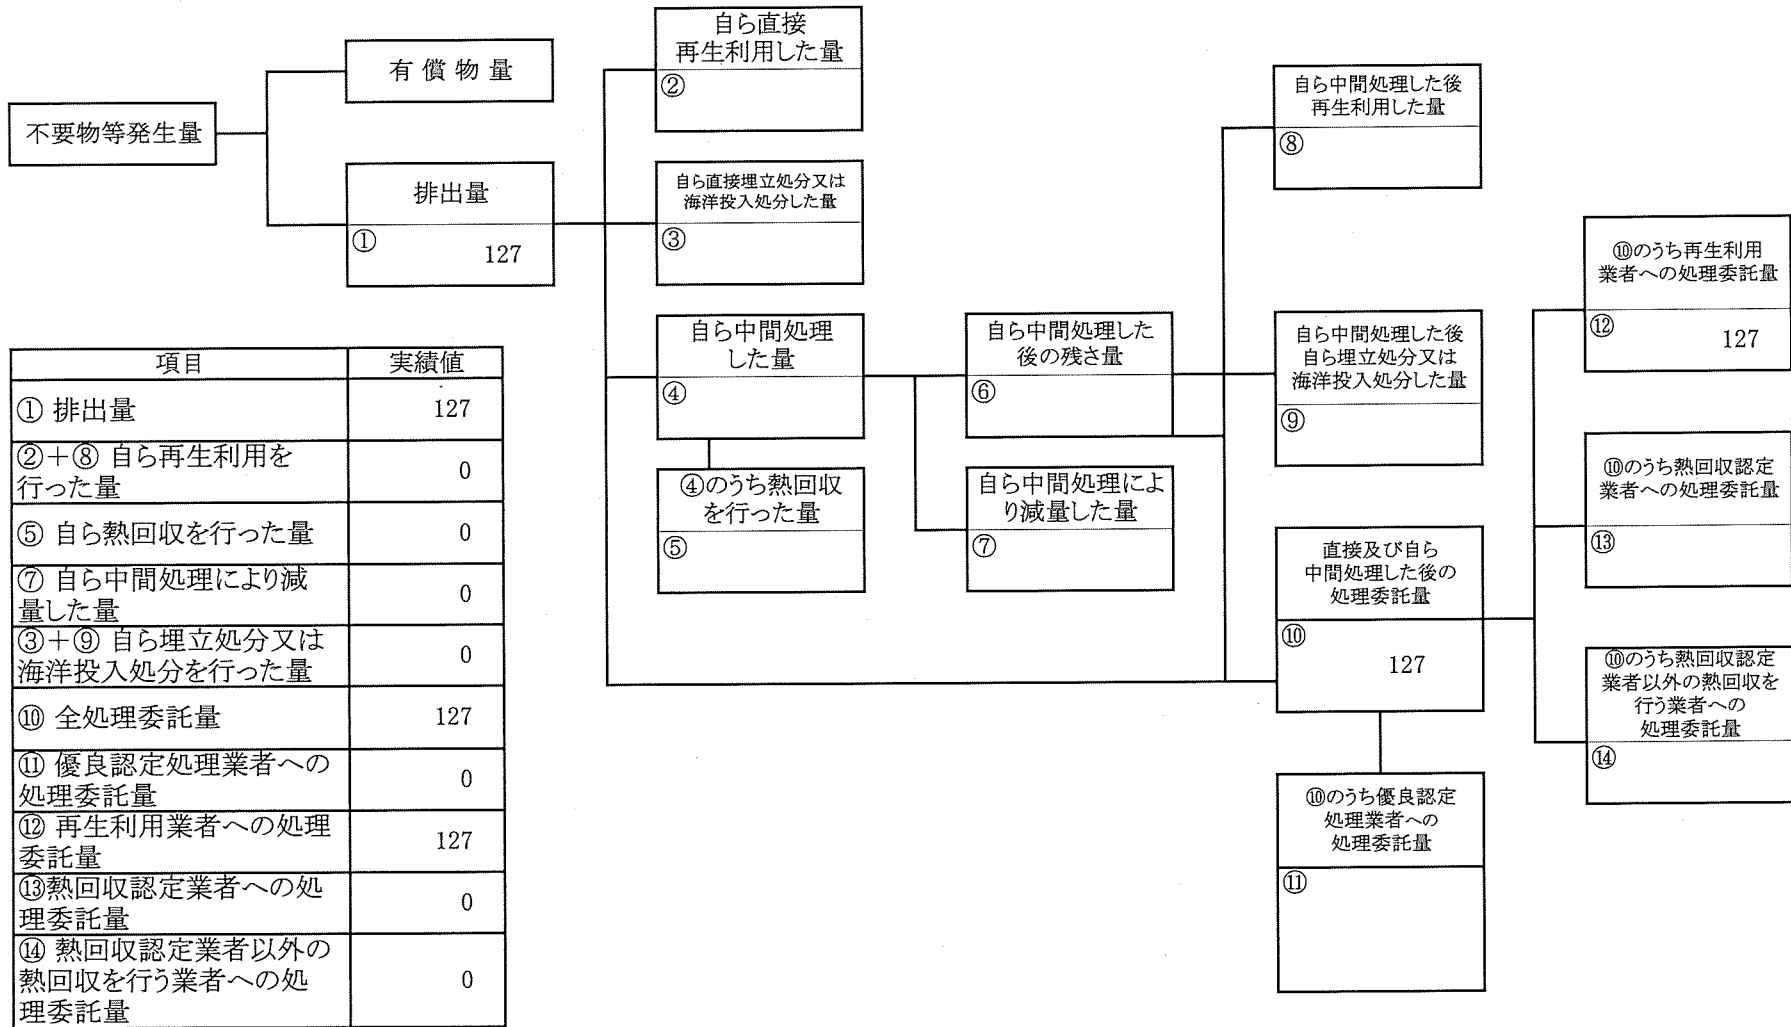 不要物等発生量
有償物量
排出量
①
127
自ら直接
再生利用した量
②
自ら直接埋立処分又は
海洋投入処分した量
③
自ら中間処理
した量
④
④のうち熱回収
を行った量
⑤
自ら中間処理した
後の残さ量
⑥
自ら中間処理によ
り減量した量
⑦
自ら中間処理した後
再生利用した量
⑧
自ら中間処理した後
自ら埋立処分又は
海洋投入処分した量
⑨
直接及び自ら
中間処理した後の
処理委託量
⑩
127
⑩のうち優良認定
処理業者への
処理委託量
⑪
⑩のうち再生利用
業者への処理委託量
⑫
127
⑩のうち熱回収認定
業者への処理委託量
⑬
⑩のうち熱回収認定
業者以外の熱回収を
行う業者への
処理委託量
⑭
項目 実績値
① 排出量 127
②+⑧ 自ら再生利用を
行った量 0
⑤ 自ら熱回収を行った量 0
⑦ 自ら中間処理により減
量した量 0
③+⑨ 自ら埋立処分又は
海洋投入処分を行った量 0
⑩ 全処理委託量 127
⑪ 優良認定処理業者への
処理委託量 0
⑫ 再生利用業者への処理
委託量 127
⑬熱回収認定業者への処
理委託量 0
⑭ 熱回収認定業者以外の
熱回収を行う業者への処
理委託量 0